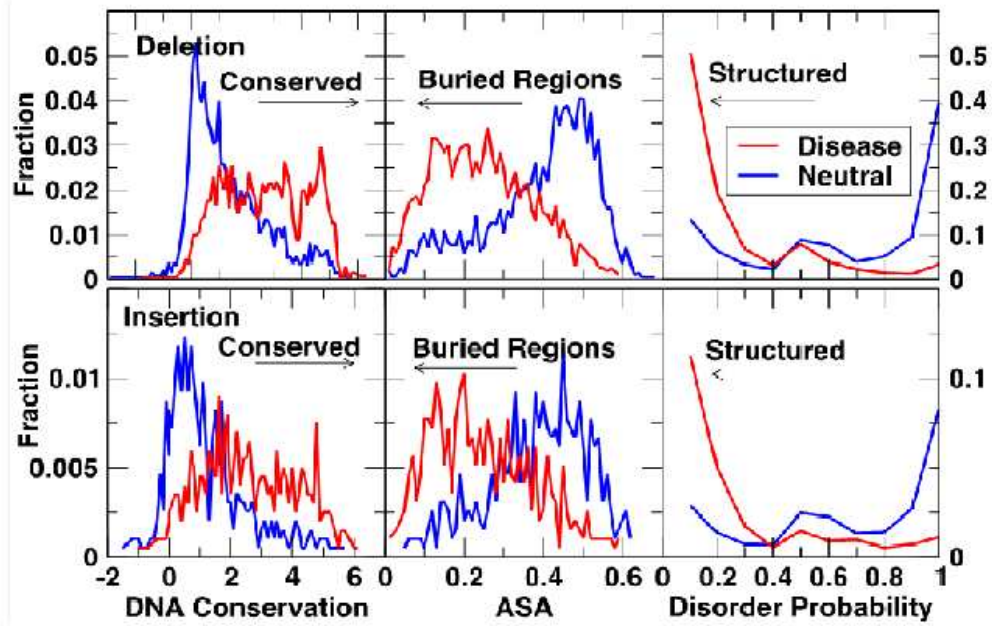 Deletion
Conserved
Buried Regions
Structured
Disease
Neutral
Fraction
0.05
0.04
0.03
0.02
0.01
0
0.5
0.4
0.3
0.2
0.1
0
Insertion
Conserved
Buried Regions
Structured
Fraction
0.01
0.005
0
0.1
0
-2 0 2 4 6
0 0.2 0.4 0.6
0 0.2 0.4 0.6 0.8 1
DNA Conservation
ASA
Disorder Probability